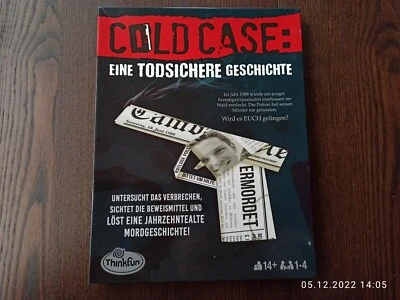 COLD CASE:
EINE TODSICHERE GESCHICHTE
Im Jahr 1988 wurde ein junger
Investigativjournalist erschossen im
Wald entdeckt. Die Polizei hat seinen
Mörder nie gefunden.
Wird es EUCH gelingen?
ERMORDET
UNTERSUCHT DAS VERBRECHEN,
SICHTET DIE BEWEISMITTEL UND
LÖST EINE JAHRZEHNTEALTE
MORDGESCHICHTE!
ThinkFun
14+ 1-4
05.12.2022 14:05